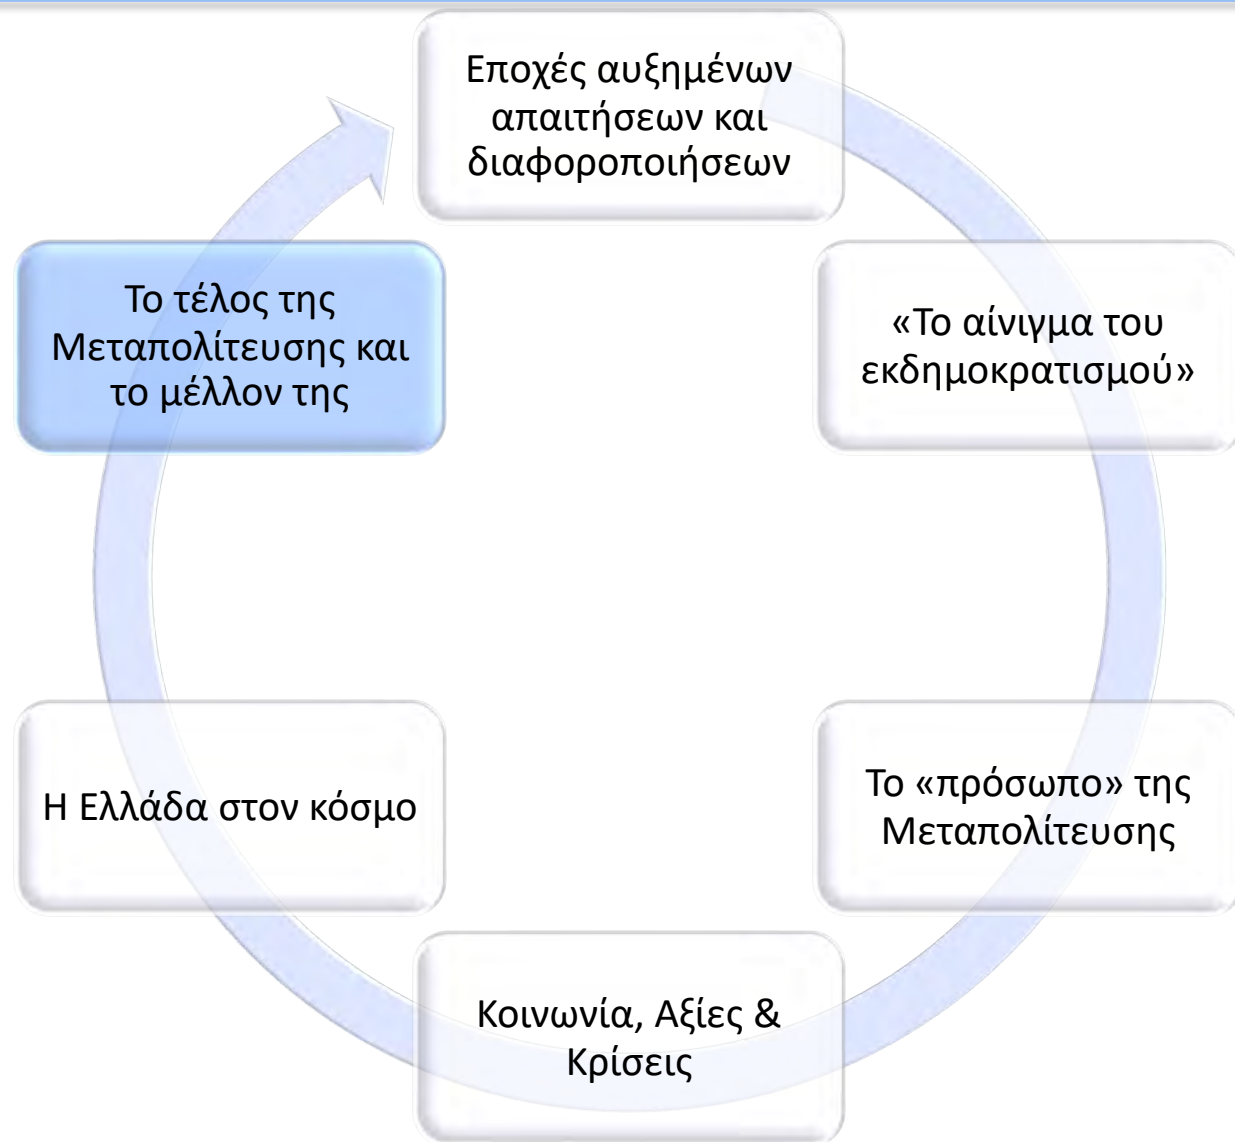 Εποχές αυξημένων
απαιτήσεων και
διαφοροποιήσεων
«Το αίνιγμα του
εκδημοκρατισμού»
Το «πρόσωπο» της
Μεταπολίτευσης
Κοινωνία, Αξίες &
Κρίσεις
Η Ελλάδα στον κόσμο
Το τέλος της
Μεταπολίτευσης και
το μέλλον της